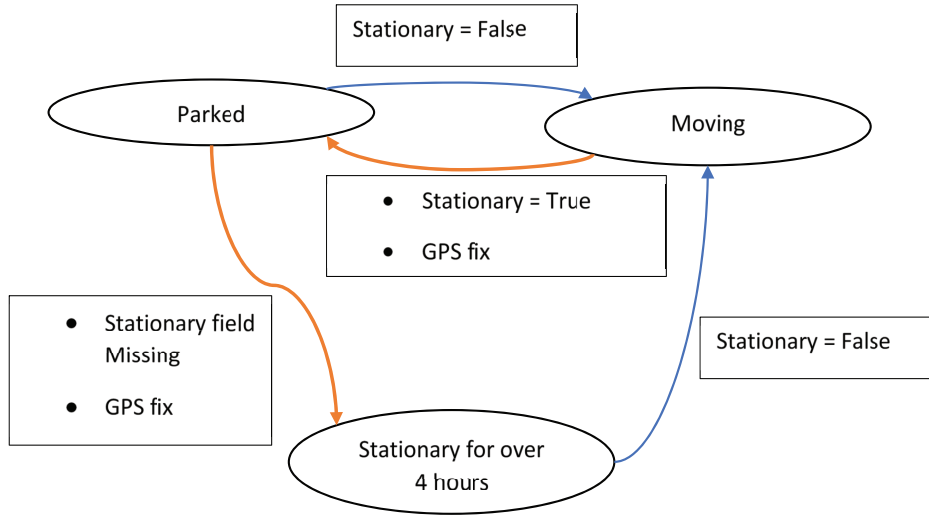 Stationary = False
Parked
Moving
• Stationary = True
• GPS fix
• Stationary field
Missing
• GPS fix
Stationary = False
Stationary for over
4 hours